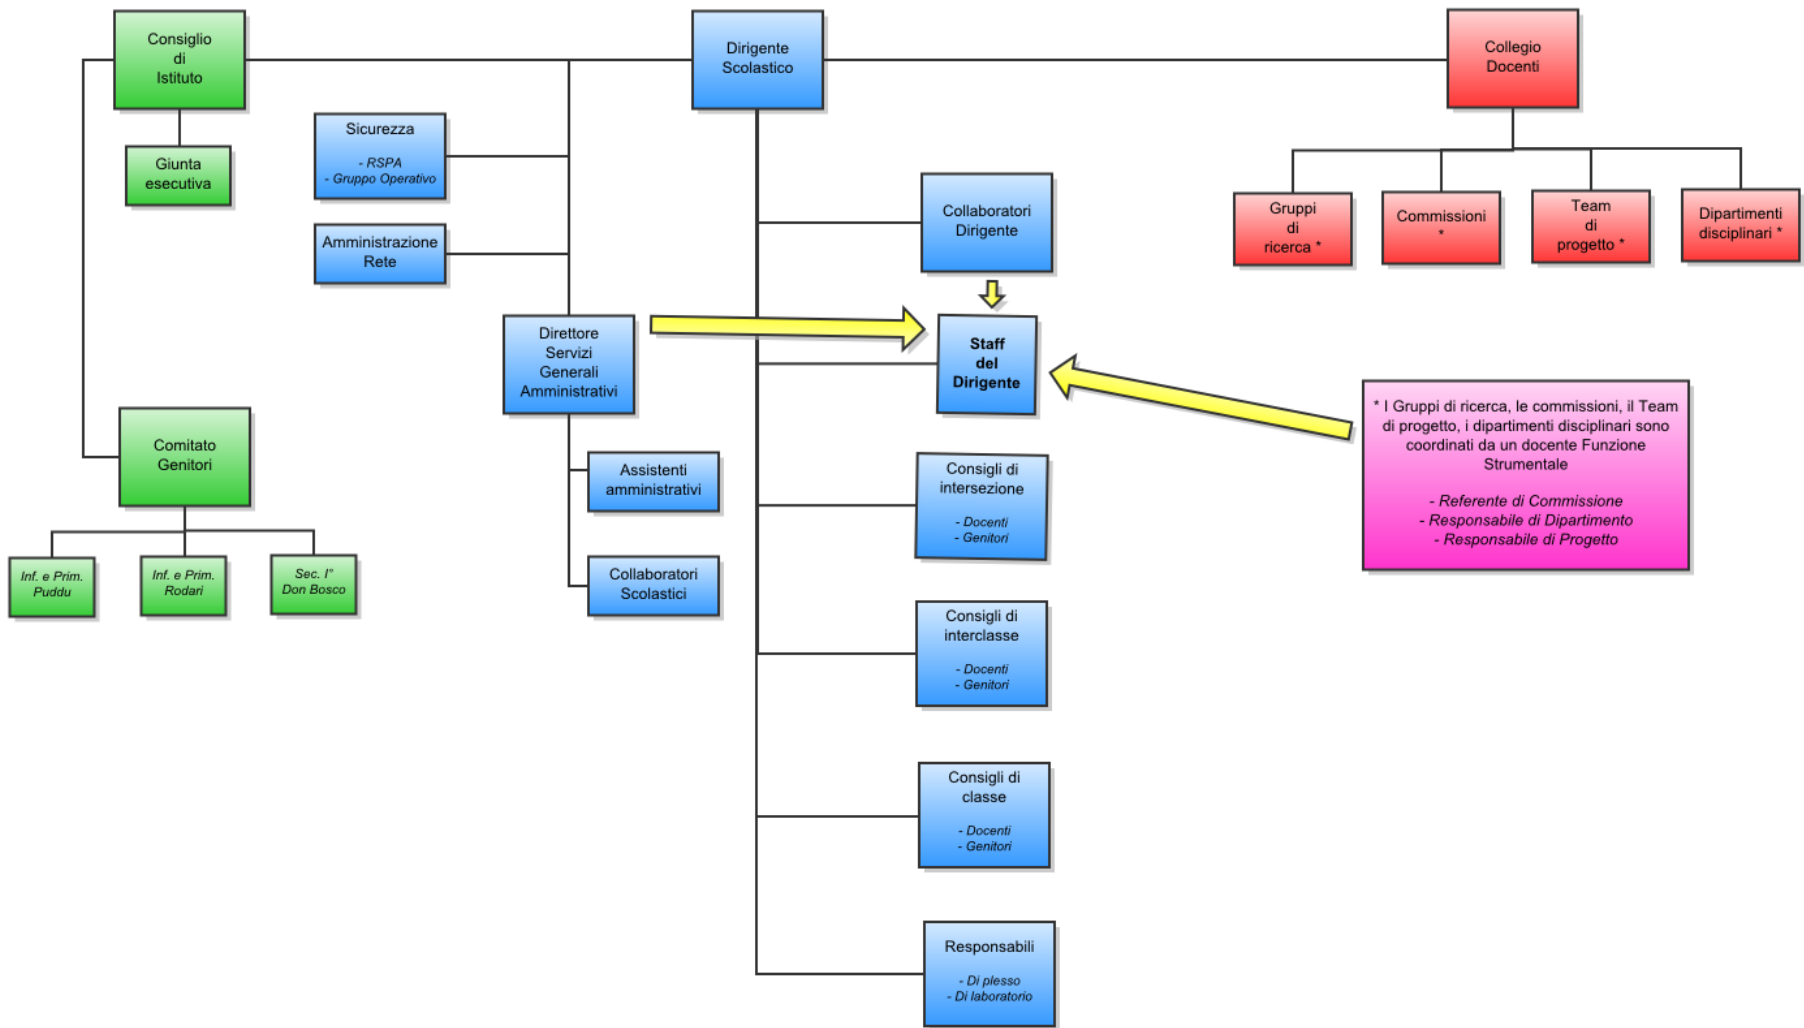 Consiglio
di
Istituto
Dirigente
Scolastico
Collegio
Docenti
Giunta
esecutiva
Sicurezza
- RSPA
- Gruppo Operativo
Amministrazione
Rete
Collaboratori
Dirigente
Gruppi
di
ricerca *
Commissioni
*
Team
di
progetto *
Dipartimenti
disciplinari *
Direttore
Servizi
Generali
Amministrativi
Staff
del
Dirigente
* I Gruppi di ricerca, le commissioni, il Team
di progetto, i dipartimenti disciplinari sono
coordinati da un docente Funzione
Strumentale
- Referente di Commissione
- Responsabile di Dipartimento
- Responsabile di Progetto
Comitato
Genitori
Inf. e Prim.
Puddu
Inf. e Prim.
Rodari
Sec. I°
Don Bosco
Assistenti
amministrativi
Collaboratori
Scolastici
Consigli di
intersezione
- Docenti
- Genitori
Consigli di
interclasse
- Docenti
- Genitori
Consigli di
classe
- Docenti
- Genitori
Responsabili
- Di plesso
- Di laboratorio